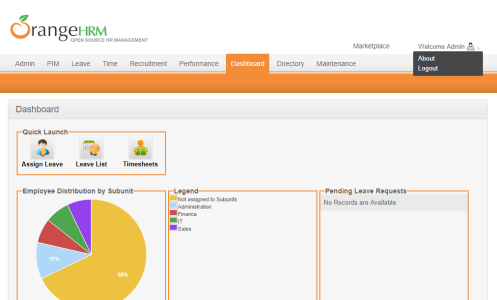 OrangeHRM
OPEN SOURCE HR MANAGEMENT
Marketplace
Welcome Admin
About
Logout
Admin PIM Leave Time Recruitment Performance Dashboard Directory Maintenance
Dashboard
Quick Launch
Assign Leave Leave List Timesheets
Employee Distribution by Subunit
11%
68%
Legend
Not assigned to Subunits
Administration
Finance
IT
Sales
Pending Leave Requests
No Records are Available